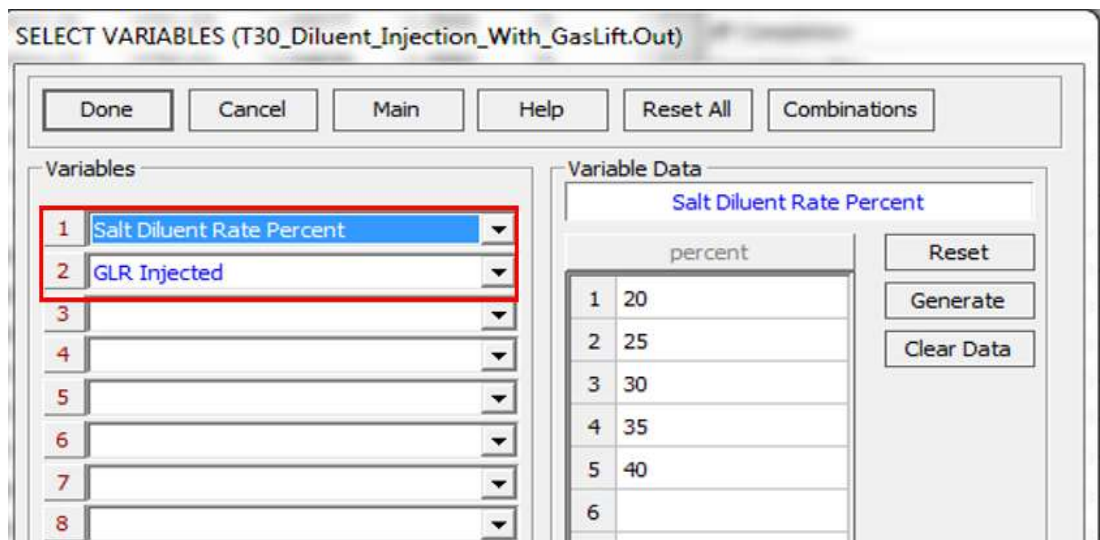 SELECT VARIABLES (T30_Diluent_Injection_With_GasLift.Out)
Done Cancel Main Help Reset All Combinations
Variables
1 Salt Diluent Rate Percent
2 GLR Injected
3
4
5
6
7
8
Variable Data
Salt Diluent Rate Percent
percent
1 20
2 25
3 30
4 35
5 40
6
Reset
Generate
Clear Data